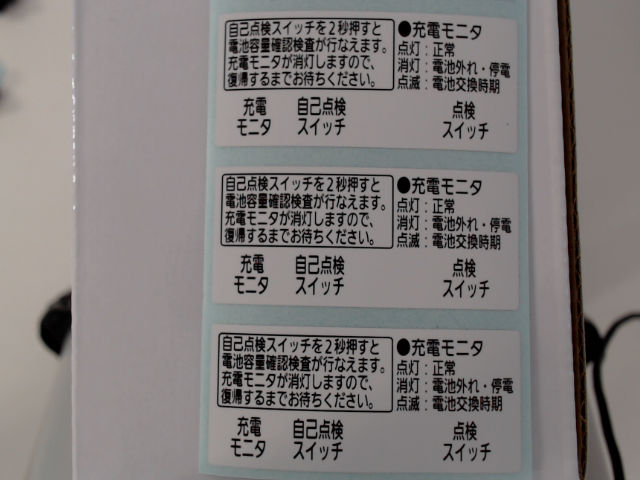 自己点検スイッチを2秒押すと
電池容量確認検査が行なえます。
充電モニタが消灯しますので、
復帰するまでお待ちください。
●充電モニタ
点灯：正常
消灯：電池外れ・停電
点滅：電池交換時期
充電
モニタ
自己点検
スイッチ
点検
スイッチ
自己点検スイッチを2秒押すと
電池容量確認検査が行なえます。
充電モニタが消灯しますので、
復帰するまでお待ちください。
●充電モニタ
点灯：正常
消灯：電池外れ・停電
点滅：電池交換時期
充電
モニタ
自己点検
スイッチ
点検
スイッチ
自己点検スイッチを2秒押すと
電池容量確認検査が行なえます。
充電モニタが消灯しますので、
復帰するまでお待ちください。
●充電モニタ
点灯：正常
消灯：電池外れ・停電
点滅：電池交換時期
充電
モニタ
自己点検
スイッチ
点検
スイッチ